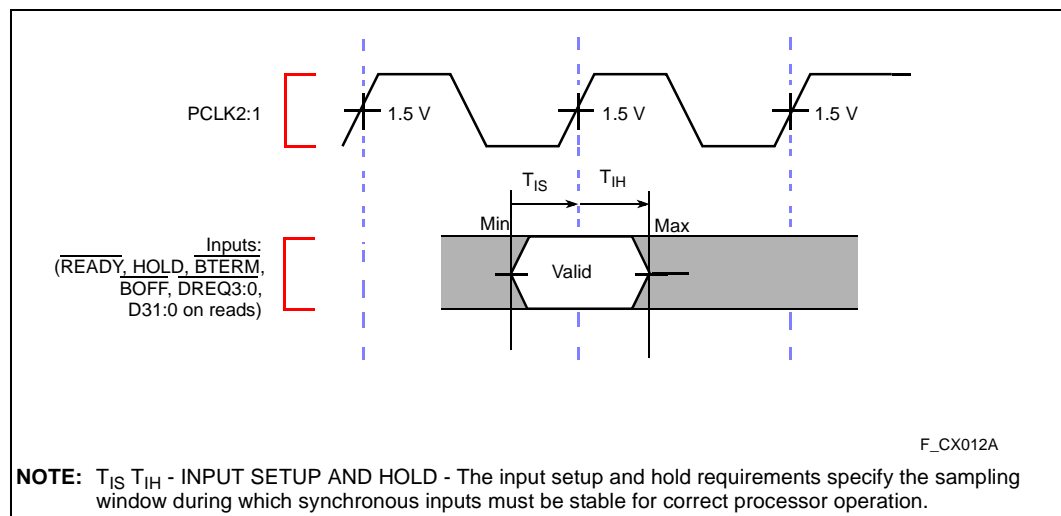 PCLK2:1
1.5 V
1.5 V
1.5 V
TIS
TIH
Min
Max
Inputs:
(READY, HOLD, BTERM,
BOFF, DREQ3:0,
D31:0 on reads)
Valid
F_CX012A
NOTE: TIS TIH - INPUT SETUP AND HOLD - The input setup and hold requirements specify the sampling
window during which synchronous inputs must be stable for correct processor operation.